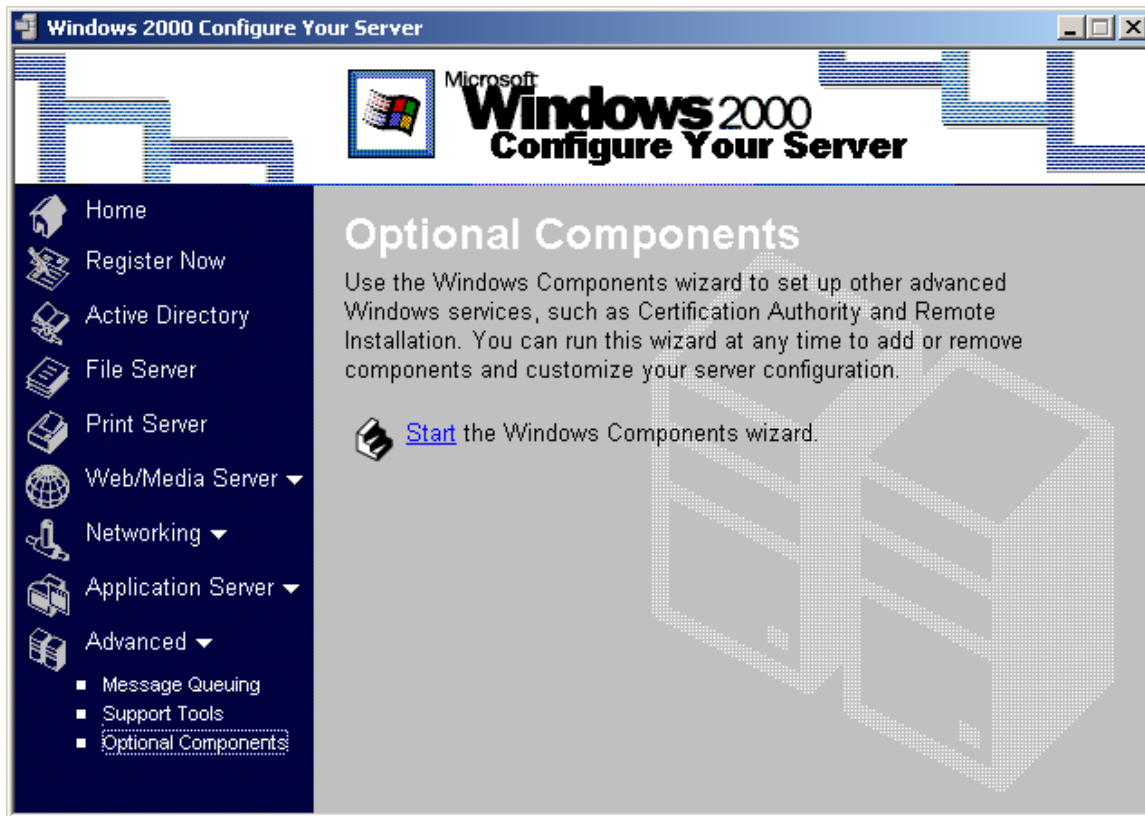 Windows 2000 Configure Your Server
Microsoft
Windows 2000
Configure Your Server
Home
Register Now
Active Directory
File Server
Print Server
Web/Media Server
Networking
Application Server
Advanced
Message Queuing
Support Tools
Optional Components
Optional Components
Use the Windows Components wizard to set up other advanced
Windows services, such as Certification Authority and Remote
Installation. You can run this wizard at any time to add or remove
components and customize your server configuration.
Start the Windows Components wizard.